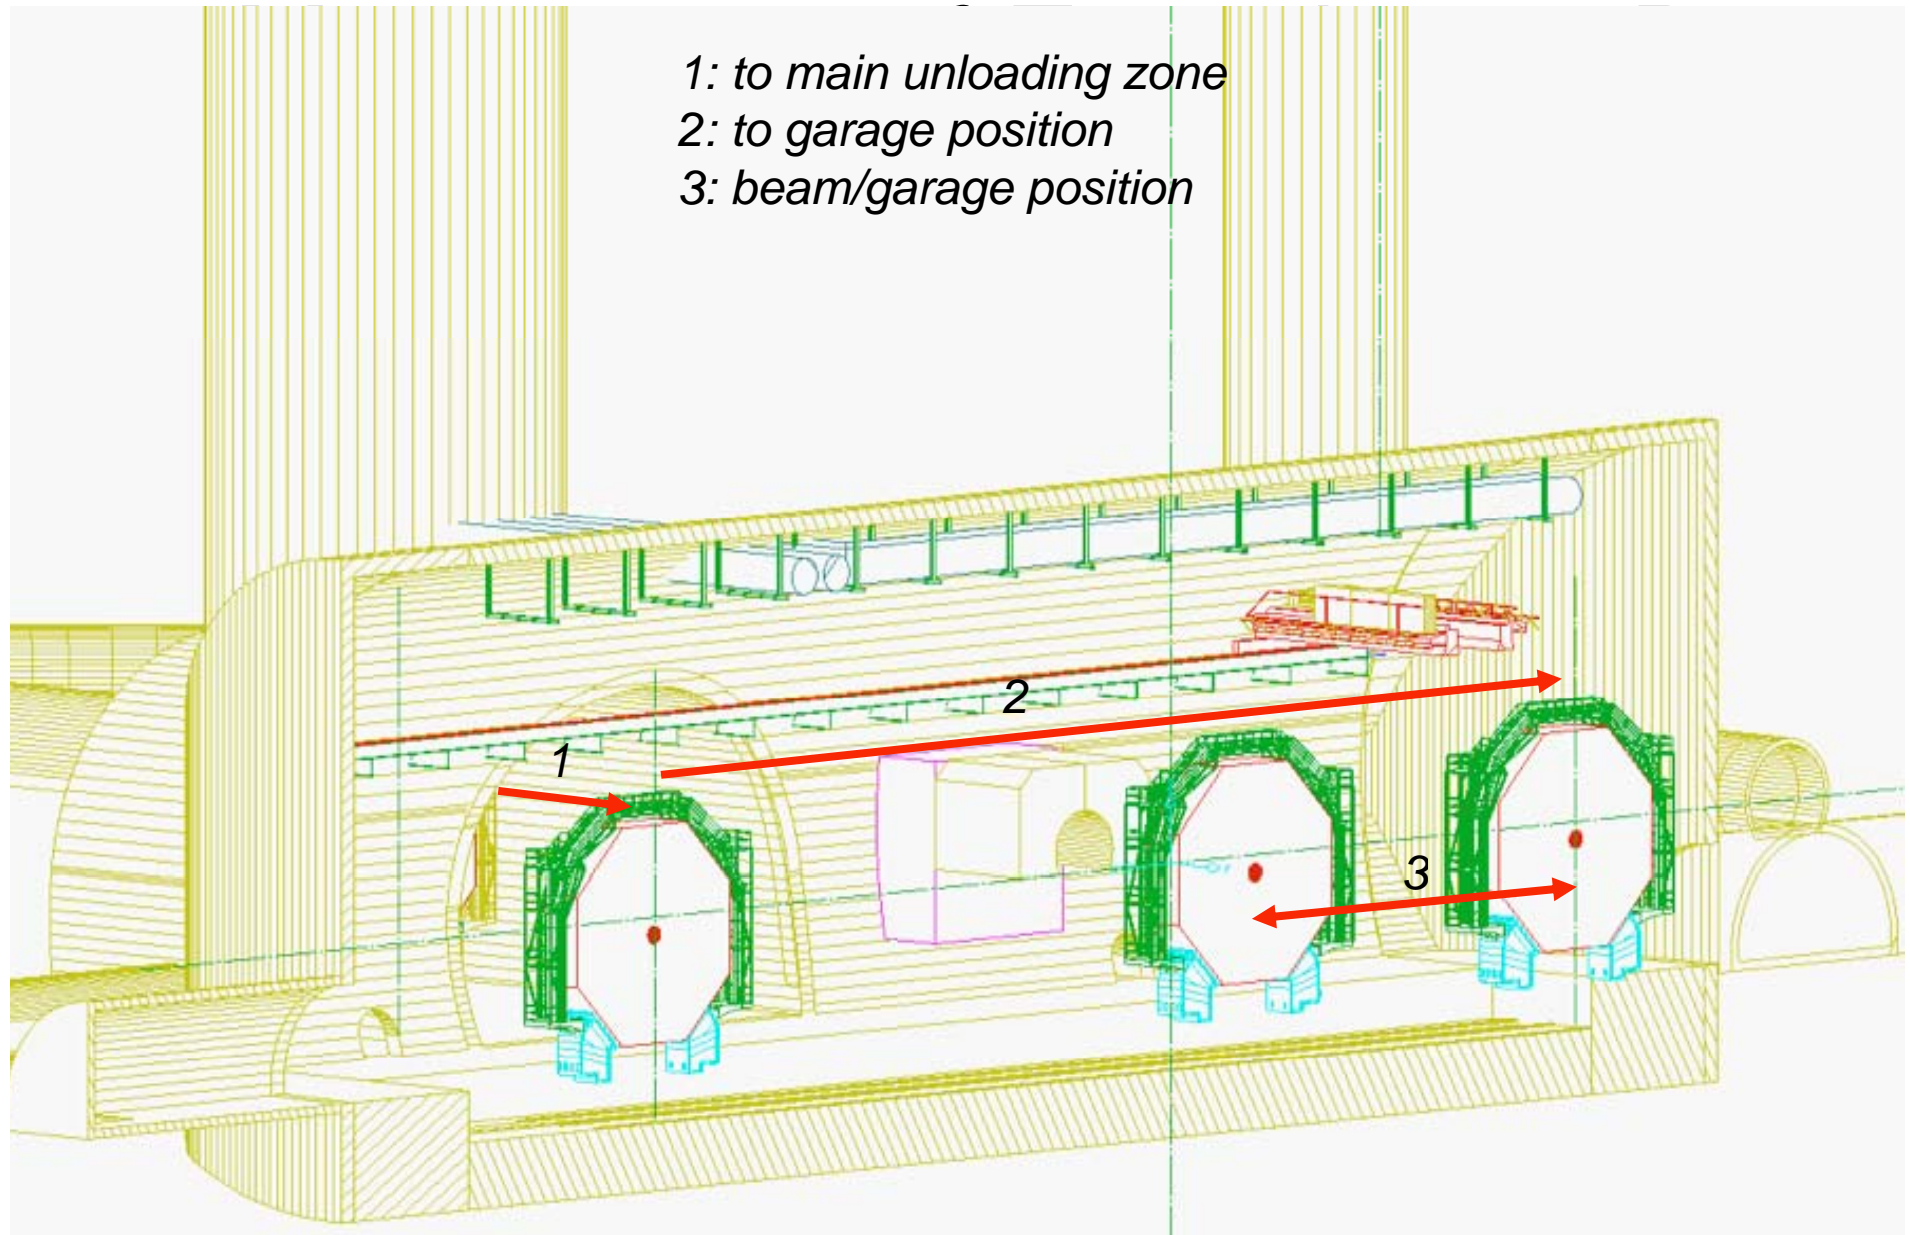 1: to main unloading zone
2: to garage position
3: beam/garage position
2
1
3